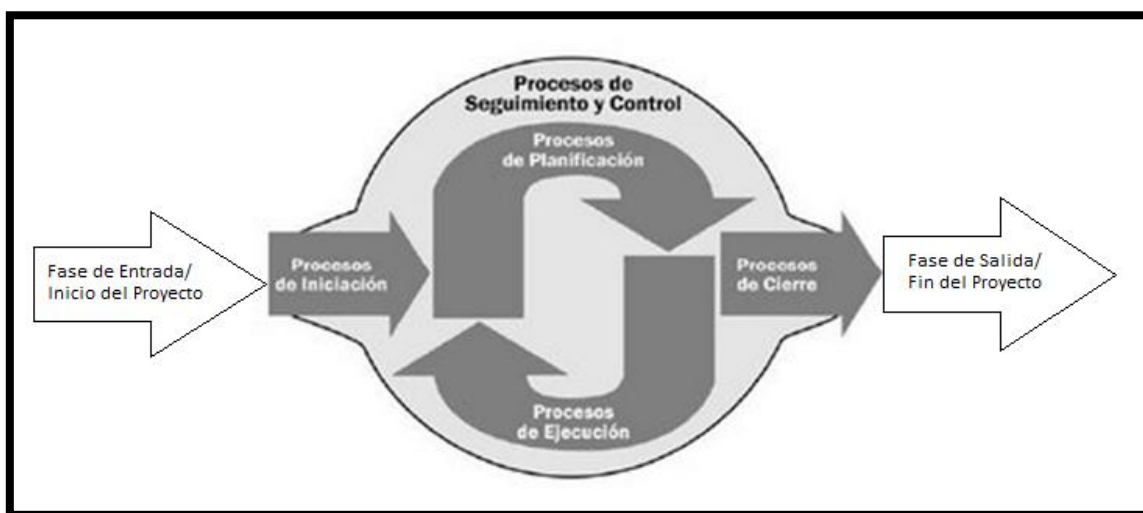 Procesos de
Seguimiento y Control
Procesos
de Planificación
Fase de Entrada/
Inicio del Proyecto
Procesos
de Iniciación
Procesos
de Cierre
Fase de Salida/
Fin del Proyecto
Procesos
de Ejecución